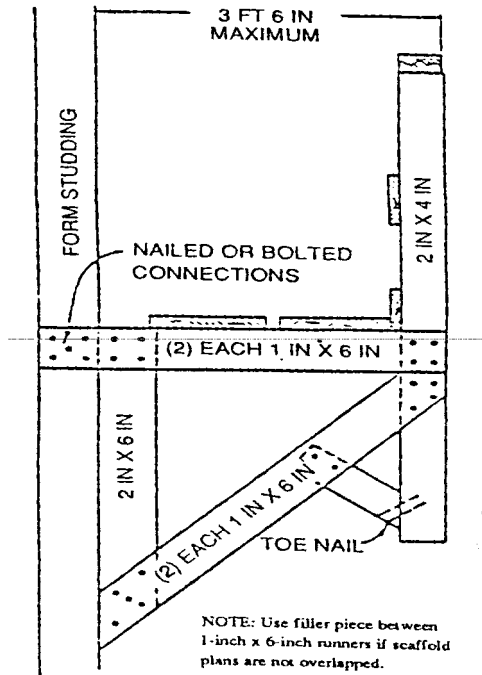 3 FT 6 IN
MAXIMUM
FORM STUDDING
2 IN X 4 IN
NAILED OR BOLTED
CONNECTIONS
(2) EACH 1 IN X 6 IN
2 IN X 6 IN
(2) EACH 1 IN X 6 IN
TOE NAIL
NOTE: Use filler piece between
1-inch x 6-inch runners if scaffold
plans are not overlapped.